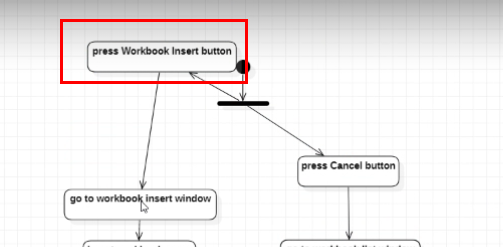 press Workbook Insert button
press Cancel button
go to workbook insert window